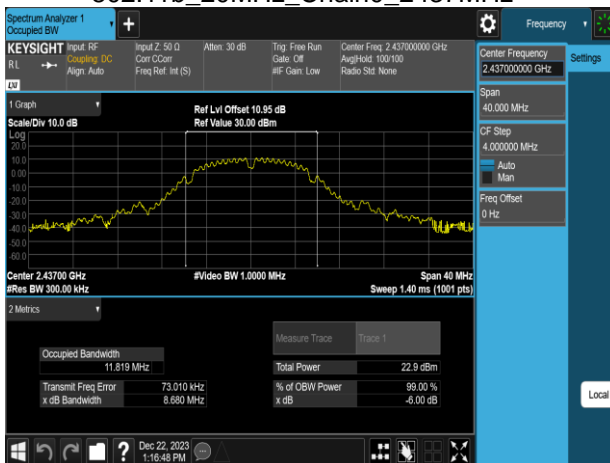 802.11b_20MHz_Chain0_2437MHz
Spectrum Analyzer 1
Occupied BW
+
Frequency
KEYSIGHT
Input: RF
Coupling: DC
Align: Auto
RL
LXI
Input Z: 50 Ω
Corr CCorr
Freq Ref: Int (S)
Atten: 30 dB
Trig: Free Run
Gate: Off
#IF Gain: Low
Center Freq: 2.437000000 GHz
Avg|Hold: 100/100
Radio Std: None
Center Frequency
2.437000000 GHz
Settings
Span
40.000 MHz
CF Step
4.000000 MHz
Auto
Man
Freq Offset
0 Hz
Local
1 Graph
Scale/Div 10.0 dB
Ref Lvl Offset 10.95 dB
Ref Value 30.00 dBm
Log
20.0
10.0
0.00
-10.0
-20.0
-30.0
-40.0
-50.0
-60.0
Center 2.43700 GHz
#Video BW 1.0000 MHz
Span 40 MHz
#Res BW 300.00 kHz
Sweep 1.40 ms (1001 pts)
2 Metrics
Measure Trace
Trace 1
Occupied Bandwidth
11.819 MHz
Total Power
22.9 dBm
Transmit Freq Error
73.010 kHz
% of OBW Power
99.00 %
x dB Bandwidth
8.680 MHz
x dB
-6.00 dB
?
Dec 22, 2023
1:16:48 PM